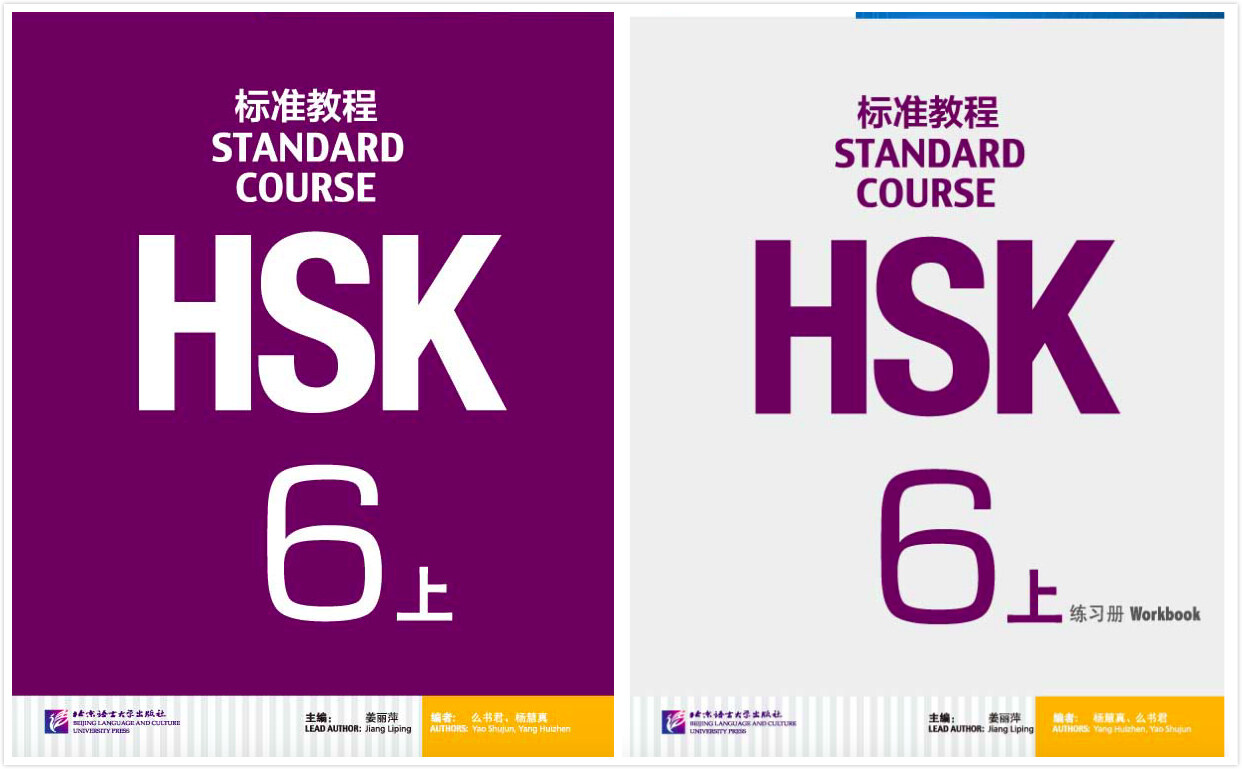 标准教程
STANDARD
COURSE
HSK
6上
北京语言大学出版社
BEIJING LANGUAGE AND CULTURE
UNIVERSITY PRESS
主编： 姜丽萍
LEAD AUTHOR: Jiang Liping
编者： 么书君、杨慧真
AUTHORS: Yao Shujun, Yang Huizhen
标准教程
STANDARD
COURSE
HSK
6上 练习册 Workbook
北京语言大学出版社
BEIJING LANGUAGE AND CULTURE
UNIVERSITY PRESS
主编： 姜丽萍
LEAD AUTHOR: Jiang Liping
编者： 杨慧真、么书君
AUTHORS: Yang Huizhen, Yao Shujun